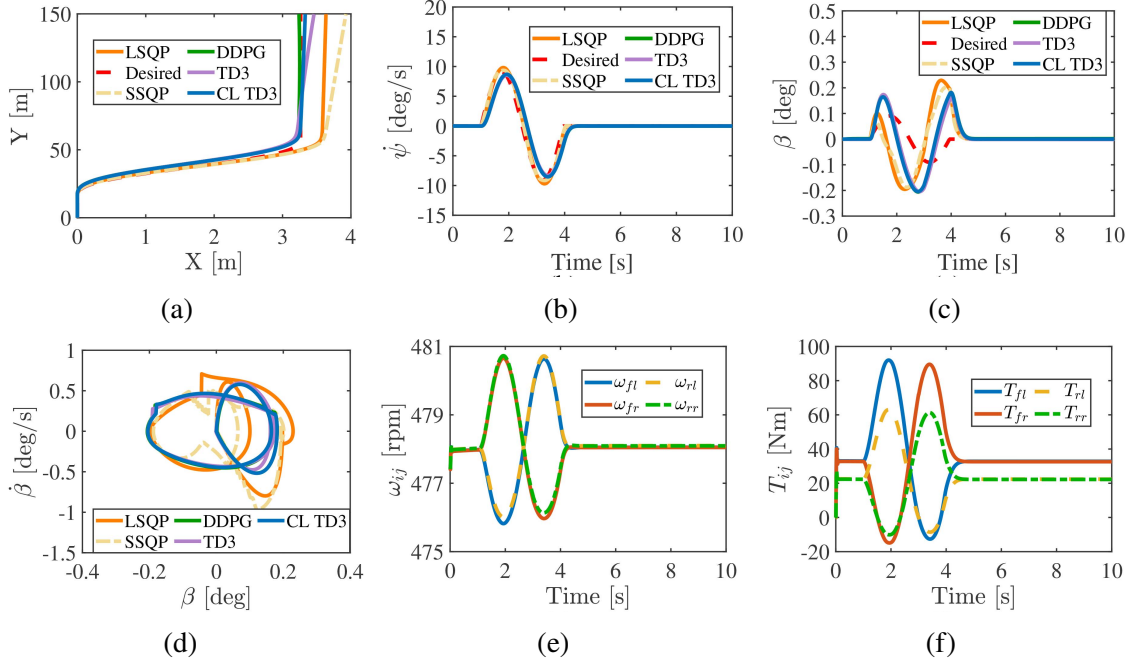 150
100
50
0
Y [m]
LSQP
Desired
SSQP
DDPG
TD3
CL TD3
0 1 2 3 4
X [m]
(a)
20
15
10
5
0
-5
-10
-15
ψ̇ [deg/s]
LSQP
Desired
SSQP
DDPG
TD3
CL TD3
0 2 4 6 8 10
Time [s]
(b)
0.5
0.4
0.3
0.2
0.1
0
-0.1
-0.2
-0.3
β [deg]
LSQP
Desired
SSQP
DDPG
TD3
CL TD3
0 2 4 6 8 10
Time [s]
(c)
1
0.5
0
-0.5
-1
-1.5
β̇ [deg/s]
LSQP DDPG CL TD3
SSQP TD3
-0.4 -0.2 0 0.2 0.4
β [deg]
(d)
481
479
477
475
ω_ij [rpm]
ω_fl ω_rl
ω_fr ω_rr
0 2 4 6 8 10
Time [s]
(e)
100
80
60
40
20
0
-20
T_ij [Nm]
T_fl T_rl
T_fr T_rr
0 2 4 6 8 10
Time [s]
(f)